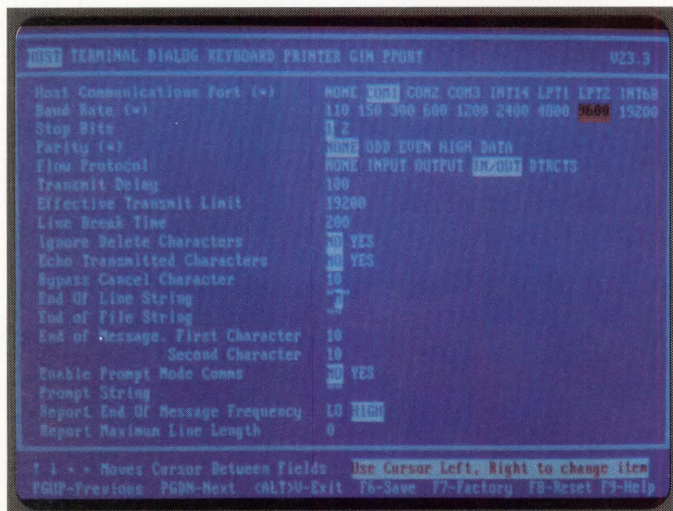 HOST TERMINAL DIALOG KEYBOARD PRINTER GIN PPORT V23.3
Host Communications Port (*) NONE COM1 COM2 COM3 INT14 LPT1 LPT2 INT6B
Baud Rate (*) 110 150 300 600 1200 2400 4800 9600 19200
Stop Bits 1 2
Parity (*) NONE ODD EVEN HIGH DATA
Flow Protocol NONE INPUT OUTPUT IN/OUT DTRCTS
Transmit Delay 100
Effective Transmit Limit 19200
Line Break Time 200
Ignore Delete Characters NO YES
Echo Transmitted Characters NO YES
Bypass Cancel Character 10
End Of Line String
End of File String ""
End of Message. First Character 10
Second Character 10
Enable Prompt Mode Comms NO YES
Prompt String ""
Report End Of Message Frequency LO HIGH
Report Maximum Line Length 0
↑ ↓ Moves Cursor Between Fields Use Cursor Left, Right to change item
PGUP-Previous PGDN-Next <ALT>U-Exit F6-Save F7-Factory F8-Reset F9-Help